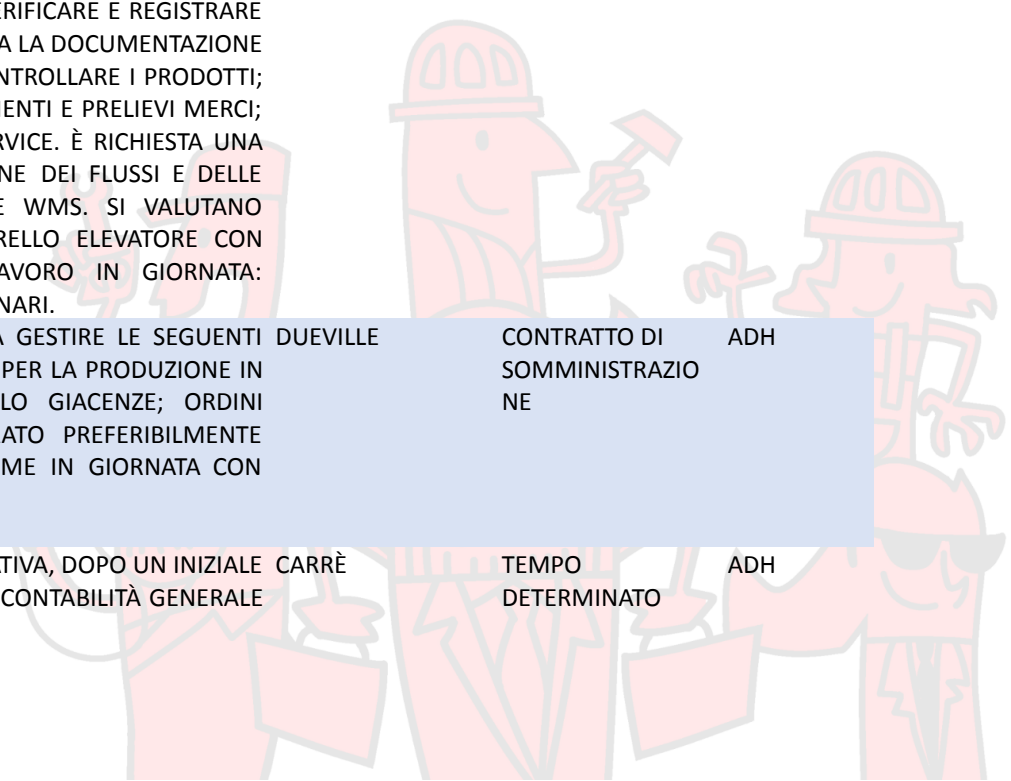 ERIFICARE E REGISTRARE
A LA DOCUMENTAZIONE
NTROLLARE I PRODOTTI;
IENTI E PRELIEVI MERCI;
RVICE. È RICHIESTA UNA
NE DEI FLUSSI E DELLE
E WMS. SI VALUTANO
RELLO ELEVATORE CON
AVORO IN GIORNATA:
NARI.
A GESTIRE LE SEGUENTI DUEVILLE CONTRATTO DI ADH
PER LA PRODUZIONE IN SOMMINISTRAZIO
LO GIACENZE; ORDINI NE
ATO PREFERIBILMENTE
ME IN GIORNATA CON
TIVA, DOPO UN INIZIALE CARRÈ TEMPO ADH
CONTABILITÀ GENERALE DETERMINATO